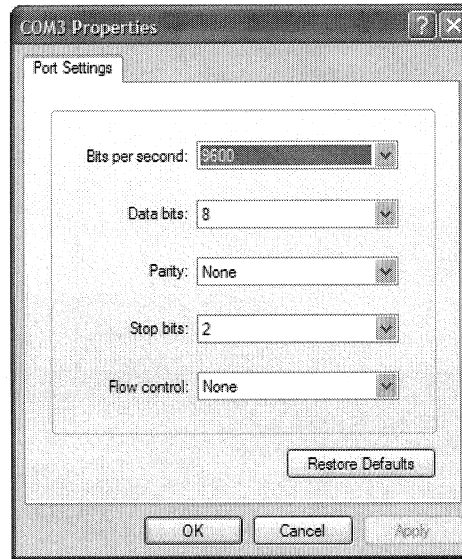 COM3 Properties
Port Settings
Bits per second: 9600
Data bits: 8
Parity: None
Stop bits: 2
Flow control: None
Restore Defaults
OK Cancel Apply